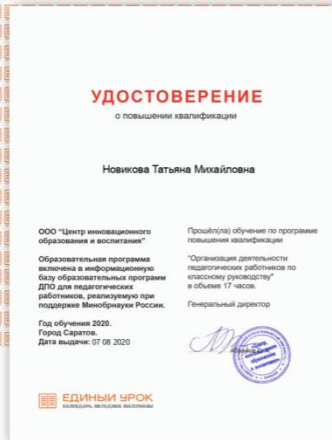 УДОСТОВЕРЕНИЕ
о повышении квалификации
Новикова Татьяна Михайловна
ООО "Центр инновационного
образования и воспитания"
Образовательная программа
включена в информационную
базу образовательных программ
ДПО для педагогических
работников, реализуемую при
поддержке Минобрнауки России.
Год обучения 2020.
Город Саратов.
Дата выдачи: 07 08 2020
Прошёл(ла) обучение по программе
повышения квалификации
"Организация деятельности
педагогических работников по
классному руководству"
в объеме 17 часов.
Генеральный директор
ЕДИНЫЙ УРОК
КАЛЕНДАРЬ МЕТОДИКИ МАТЕРИАЛЫ